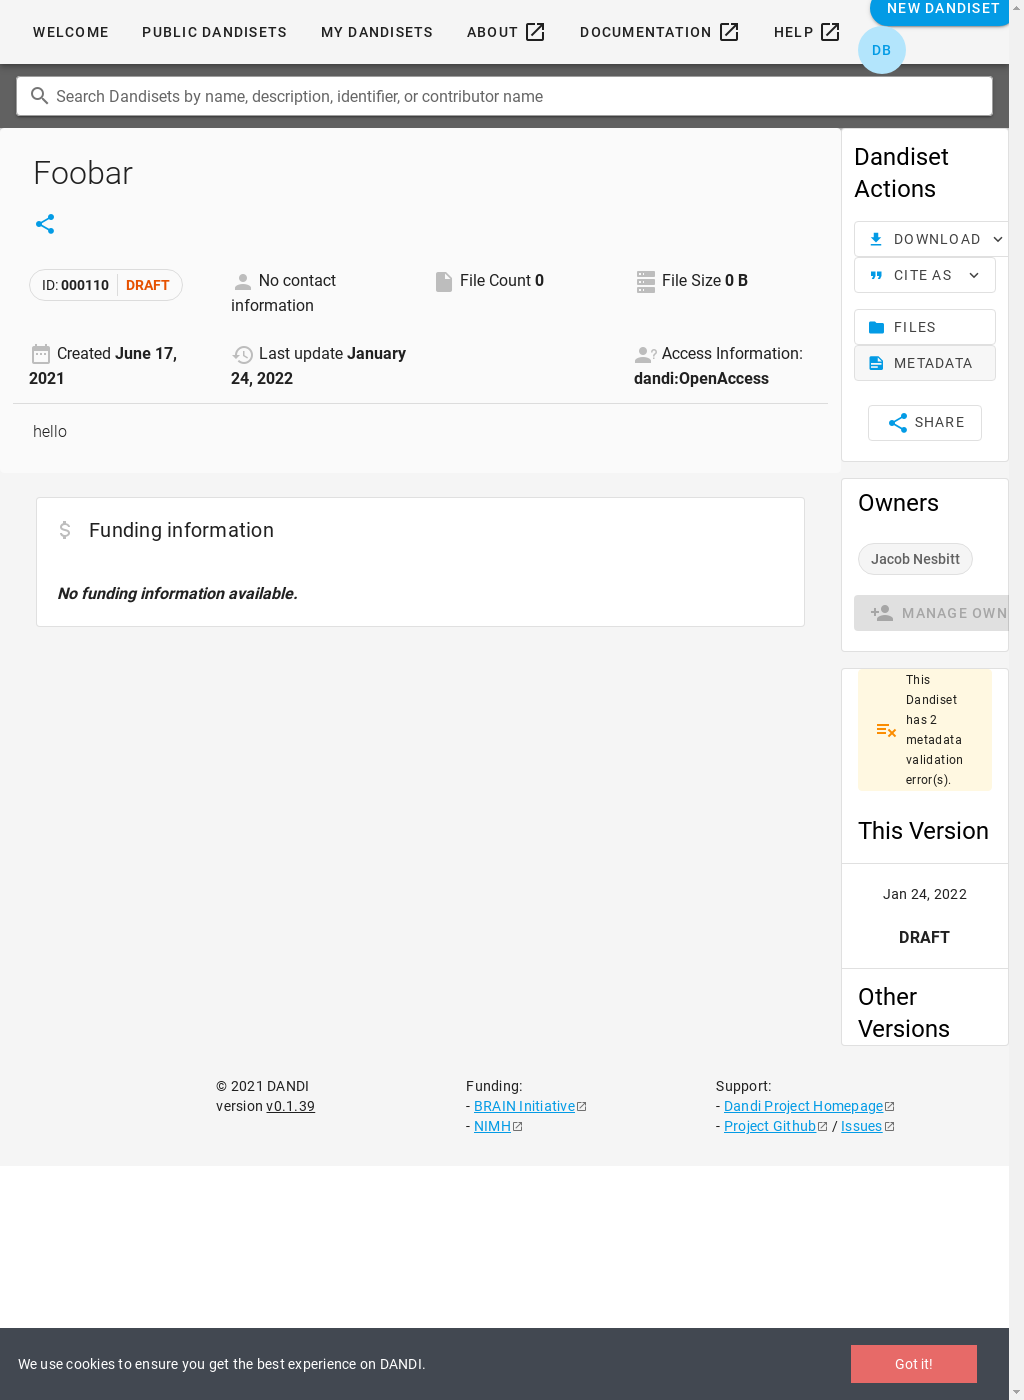 WELCOME PUBLIC DANDISETS MY DANDISETS ABOUT DOCUMENTATION HELP NEW DANDISET
DB
Search Dandisets by name, description, identifier, or contributor name
Foobar
ID: 000110 DRAFT
No contact
information
File Count 0
File Size 0 B
Created June 17,
2021
Last update January
24, 2022
Access Information:
dandi:OpenAccess
hello
Funding information
No funding information available.
Dandiset
Actions
DOWNLOAD
CITE AS
FILES
METADATA
SHARE
Owners
Jacob Nesbitt
MANAGE OWN
This
Dandiset
has 2
metadata
validation
error(s).
This Version
Jan 24, 2022
DRAFT
Other
Versions
© 2021 DANDI
version v0.1.39
Funding:
- BRAIN Initiative
- NIMH
Support:
- Dandi Project Homepage
- Project Github / Issues
We use cookies to ensure you get the best experience on DANDI.
Got it!